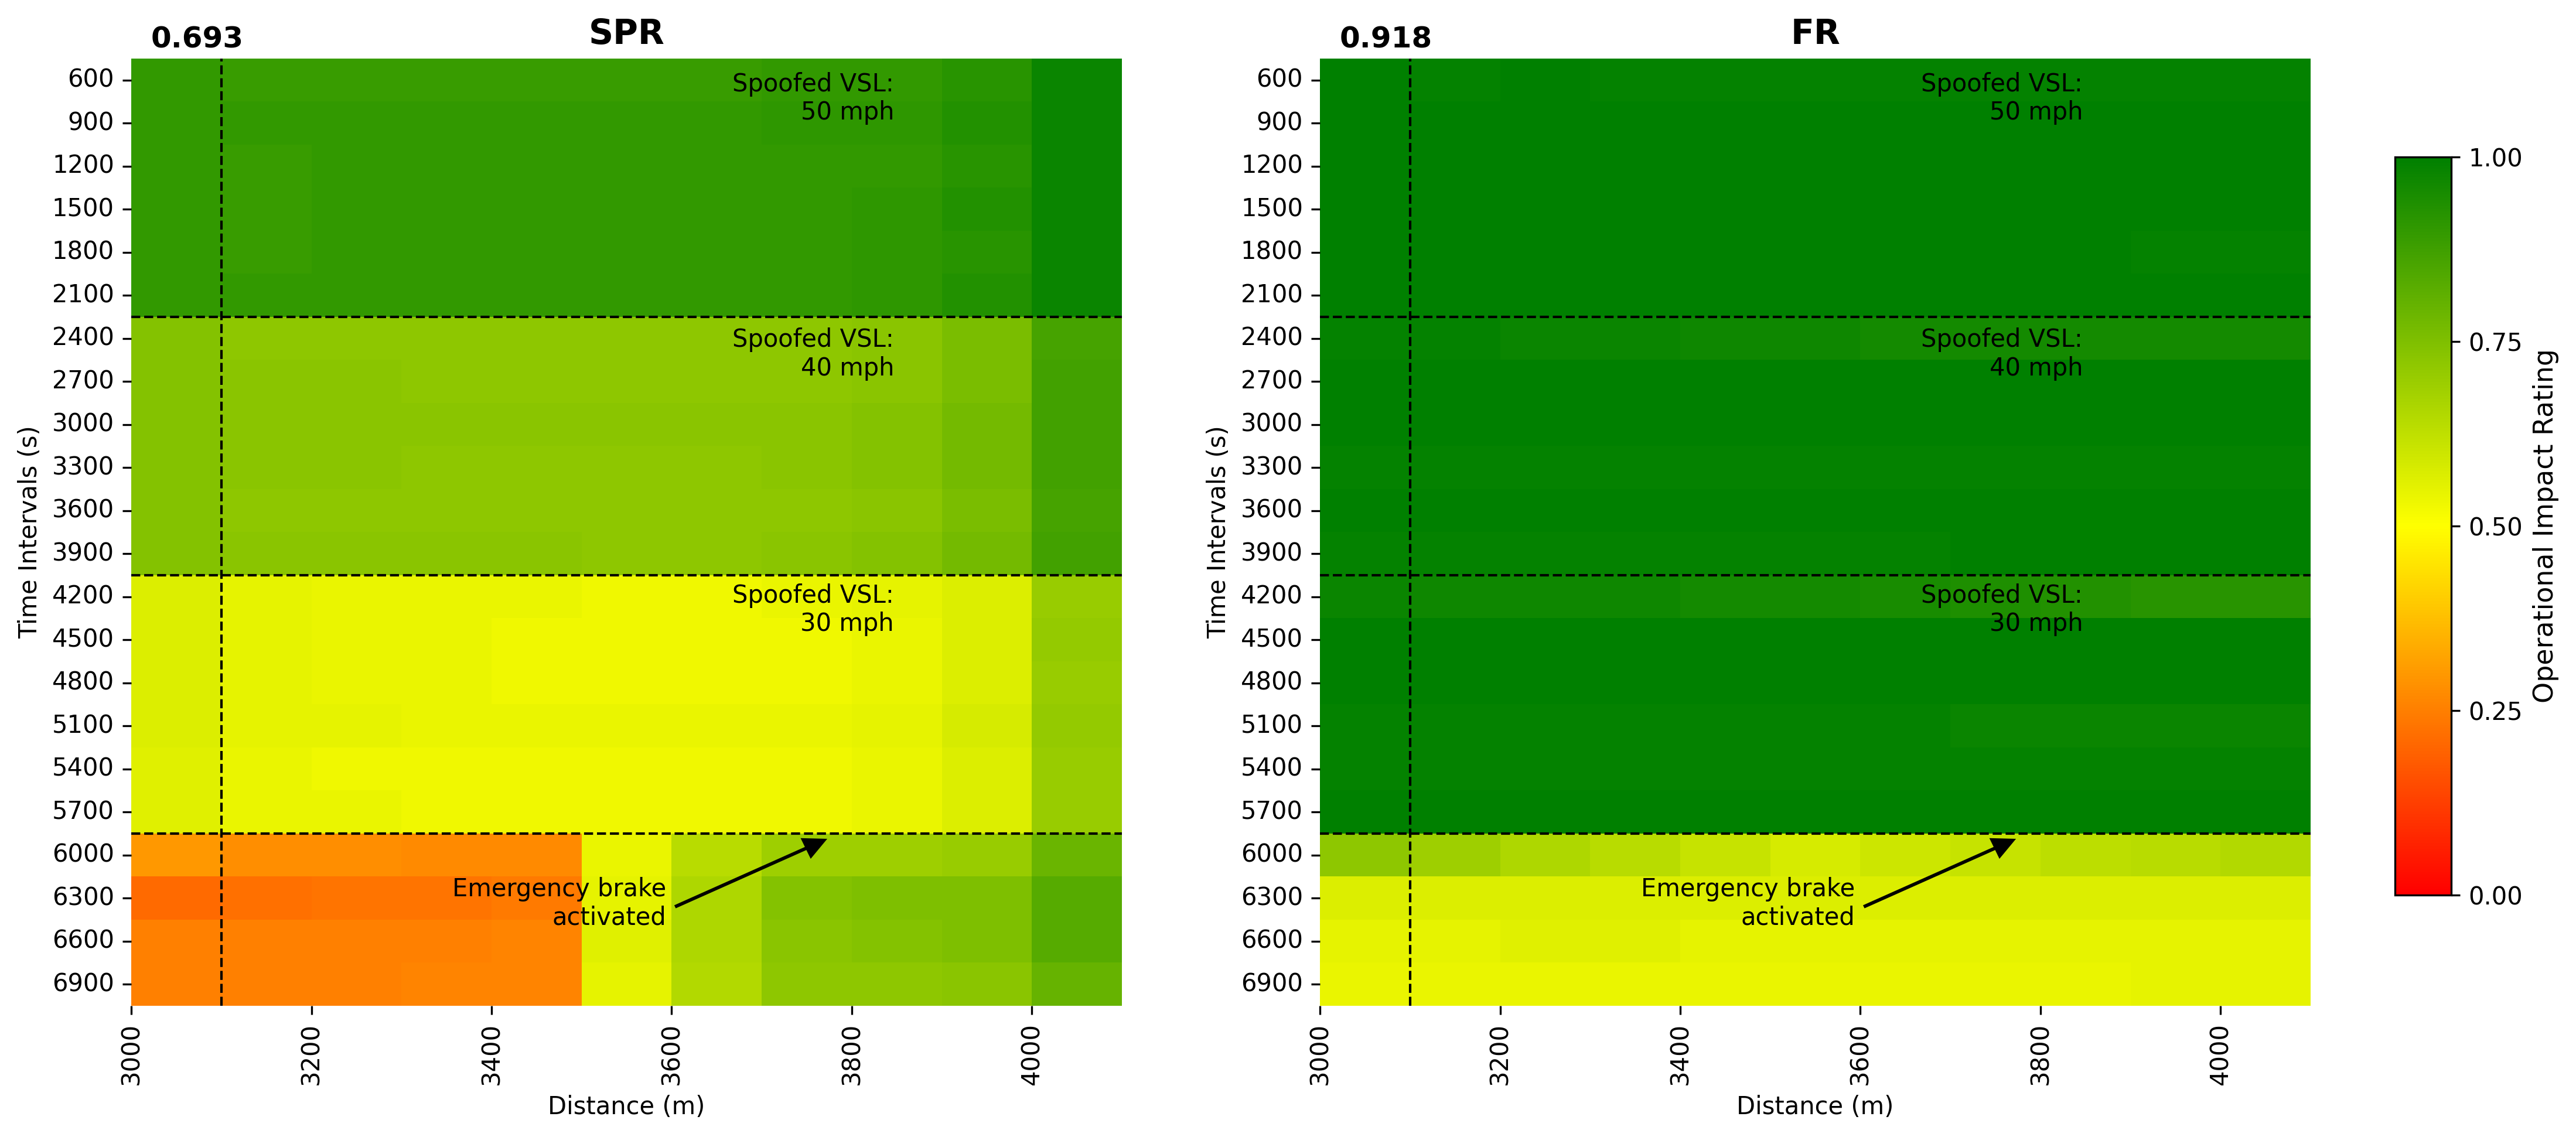 0.693
SPR
600
900
1200
1500
1800
2100
2400
2700
3000
3300
3600
3900
4200
4500
4800
5100
5400
5700
6000
6300
6600
6900
Time Intervals (s)
Spoofed VSL:
50 mph
Spoofed VSL:
40 mph
Spoofed VSL:
30 mph
Emergency brake
activated
3000
3200
3400
3600
3800
4000
Distance (m)
0.918
FR
600
900
1200
1500
1800
2100
2400
2700
3000
3300
3600
3900
4200
4500
4800
5100
5400
5700
6000
6300
6600
6900
Time Intervals (s)
Spoofed VSL:
50 mph
Spoofed VSL:
40 mph
Spoofed VSL:
30 mph
Emergency brake
activated
3000
3200
3400
3600
3800
4000
Distance (m)
1.00
0.75
0.50
0.25
0.00
Operational Impact Rating